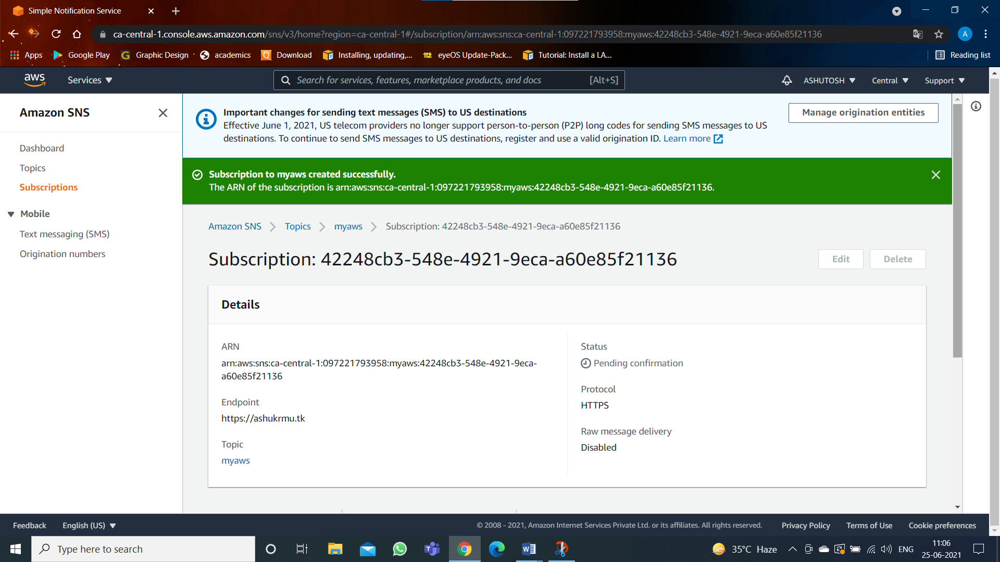 Simple Notification Service
ca-central-1.console.aws.amazon.com/sns/v3/home?region=ca-central-1#/subscription/arn:aws:sns:ca-central-1:097221793958:myaws:42248cb3-548e-4921-9eca-a60e85f21136
A
Apps
Google Play
G
Graphic Design
academics
Q
Download
Installing, updating,...
112
eyeOS Update-Pack...
Tutorial: Install a LA...
Reading list
aws
Services
Search for services, features, marketplace products, and docs
[Alt+S]
ASHUTOSH
Central
Support
Amazon SNS
Dashboard
Topics
Subscriptions
Mobile
Text messaging (SMS)
Origination numbers
Important changes for sending text messages (SMS) to US destinations
Effective June 1, 2021, US telecom providers no longer support person-to-person (P2P) long codes for sending SMS messages to US
destinations. To continue to send SMS messages to US destinations, register and use a valid origination ID. Learn more
Manage origination entities
Subscription to myaws created successfully.
The ARN of the subscription is arn:aws:sns:ca-central-1:097221793958:myaws:42248cb3-548e-4921-9eca-a60e85f21136.
Amazon SNS
Topics
myaws
Subscription: 42248cb3-548e-4921-9eca-a60e85f21136
Subscription: 42248cb3-548e-4921-9eca-a60e85f21136
Edit
Delete
Details
ARN
arn:aws:sns:ca-central-1:097221793958:myaws:42248cb3-548e-4921-9eca-
a60e85f21136
Endpoint
https://ashukrmu.tk
Topic
myaws
Status
Pending confirmation
Protocol
HTTPS
Raw message delivery
Disabled
Feedback
English (US)
© 2008 - 2021, Amazon Internet Services Private Ltd. or its affiliates. All rights reserved.
Privacy Policy
Terms of Use
Cookie preferences
Type here to search
35°C Haze
ENG
11:06
25-06-2021